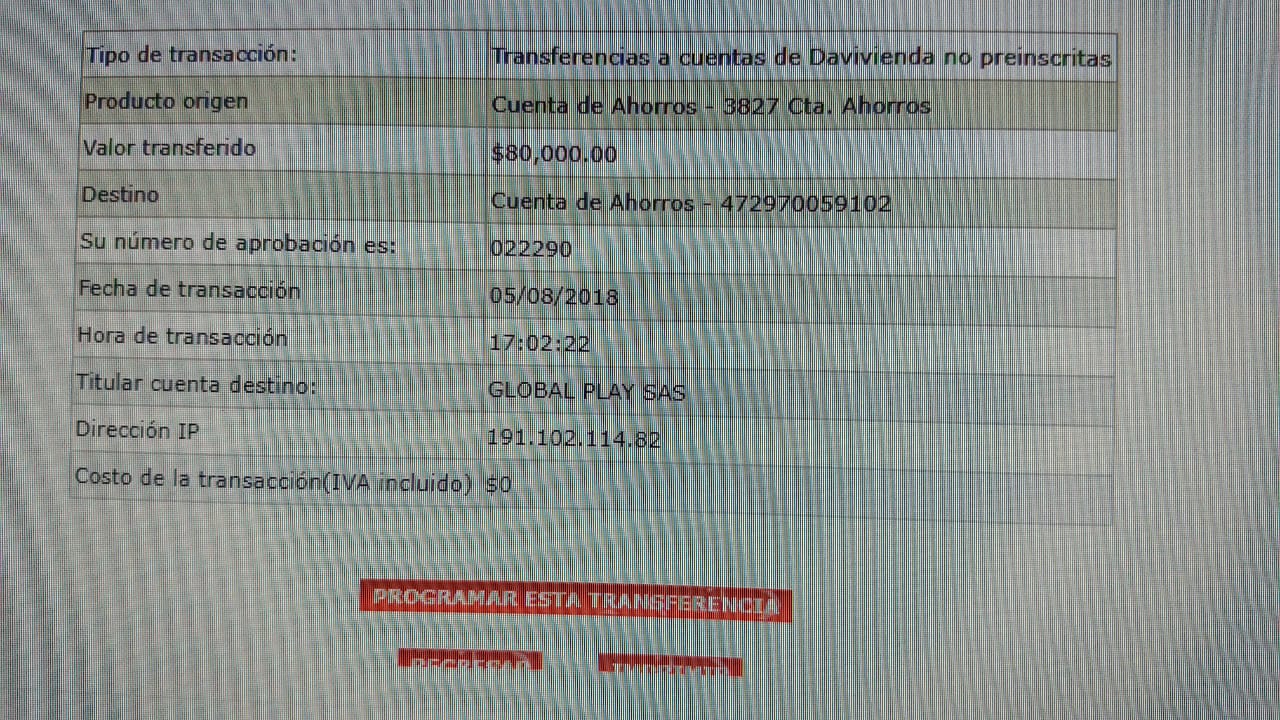 Tipo de transacción: Transferencias a cuentas de Davivienda no preinscritas
Producto origen Cuenta de Ahorros - 3827 Cta. Ahorros
Valor transferido $80,000.00
Destino Cuenta de Ahorros - 472970059102
Su número de aprobación es: 022290
Fecha de transacción 05/08/2018
Hora de transacción 17:02:22
Titular cuenta destino: GLOBAL PLAY SAS
Dirección IP 191.102.114.82
Costo de la transacción(IVA incluido) $0
PROGRAMAR ESTA TRANSFERENCIA
REGRESAR IMPRIMIR